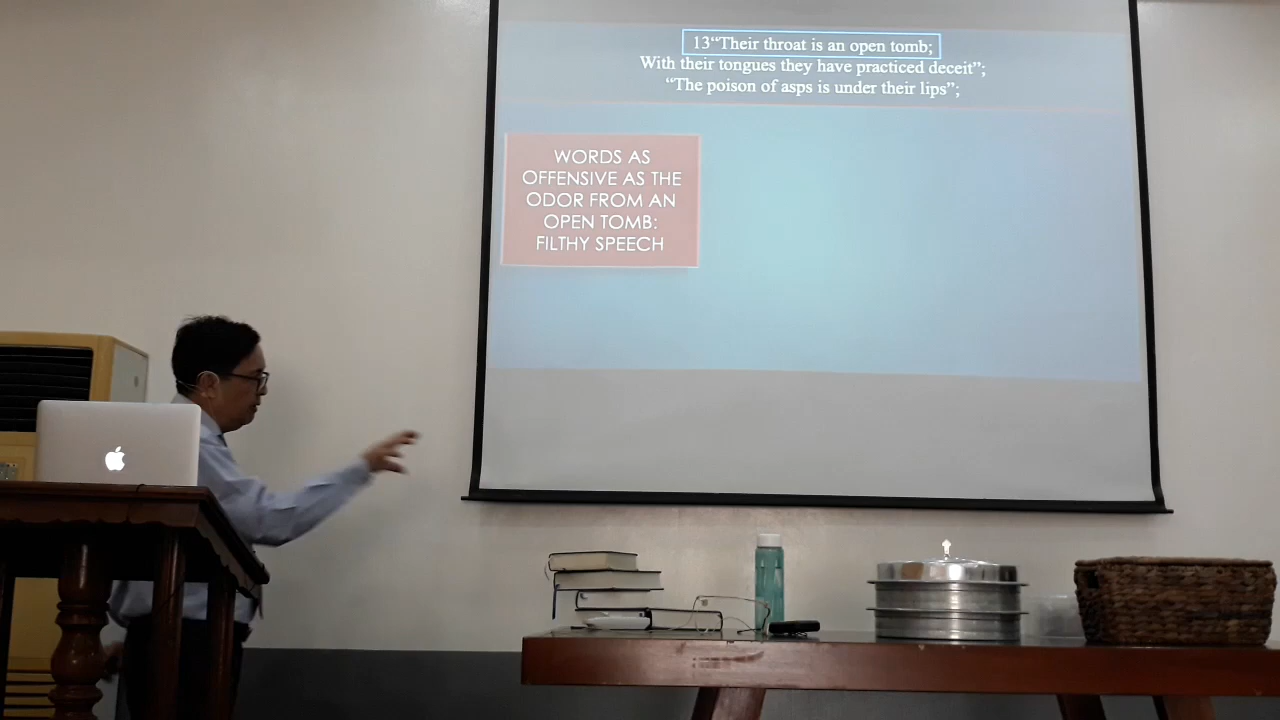 13“Their throat is an open tomb;
With their tongues they have practiced deceit”;
“The poison of asps is under their lips”;
WORDS AS
OFFENSIVE AS THE
ODOR FROM AN
OPEN TOMB:
FILTHY SPEECH